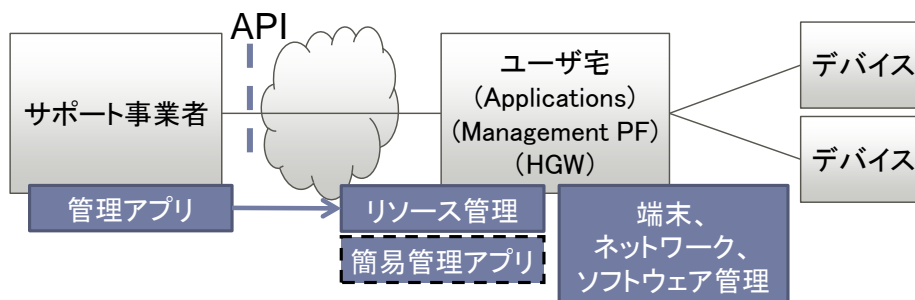 API
サポート事業者
ユーザ宅
(Applications)
(Management PF)
(HGW)
デバイス
デバイス
管理アプリ
リソース管理
簡易管理アプリ
端末、
ネットワーク、
ソフトウェア管理